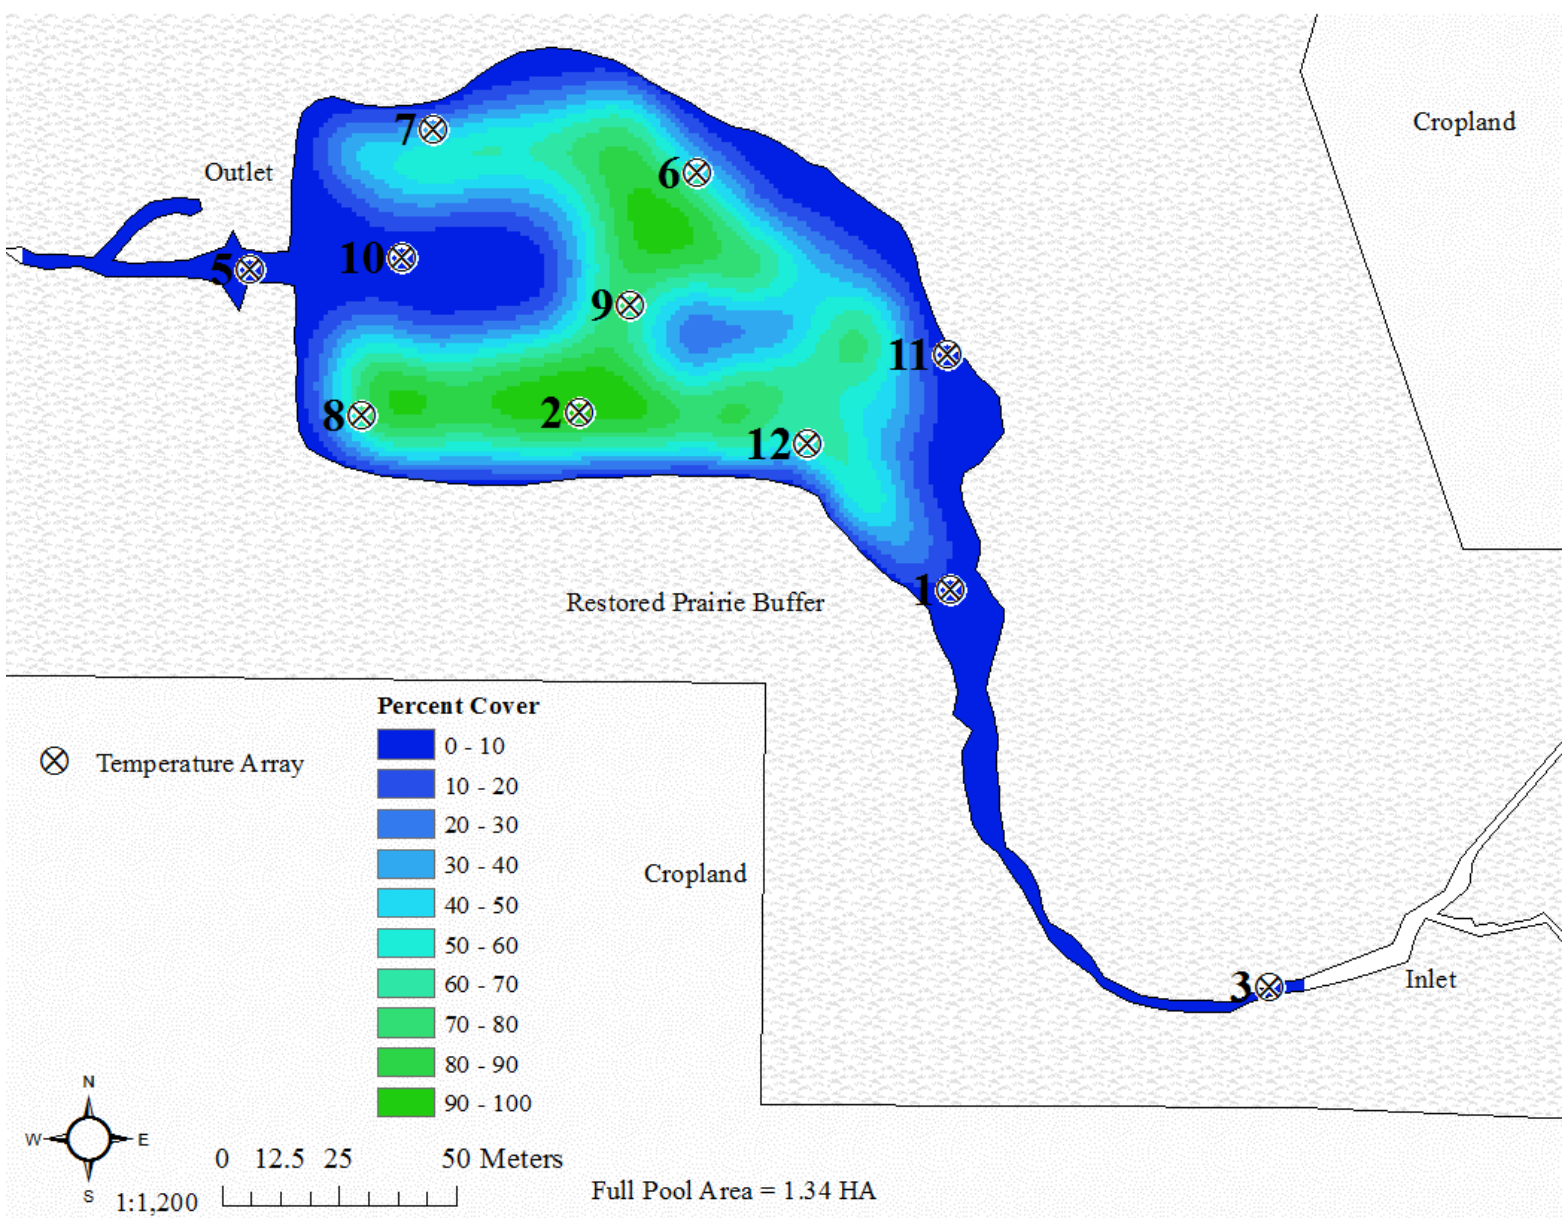 Cropland
7
Outlet
6
10
5
9
11
8
2
12
1
Restored Prairie Buffer
Percent Cover
0 - 10
Temperature Array
10 - 20
20 - 30
30 - 40
Cropland
40 - 50
50 - 60
3
Inlet
60 - 70
70 - 80
80 - 90
90 - 100
N
W E
S
0 12.5 25 50 Meters
1:1,200
Full Pool Area = 1.34 HA